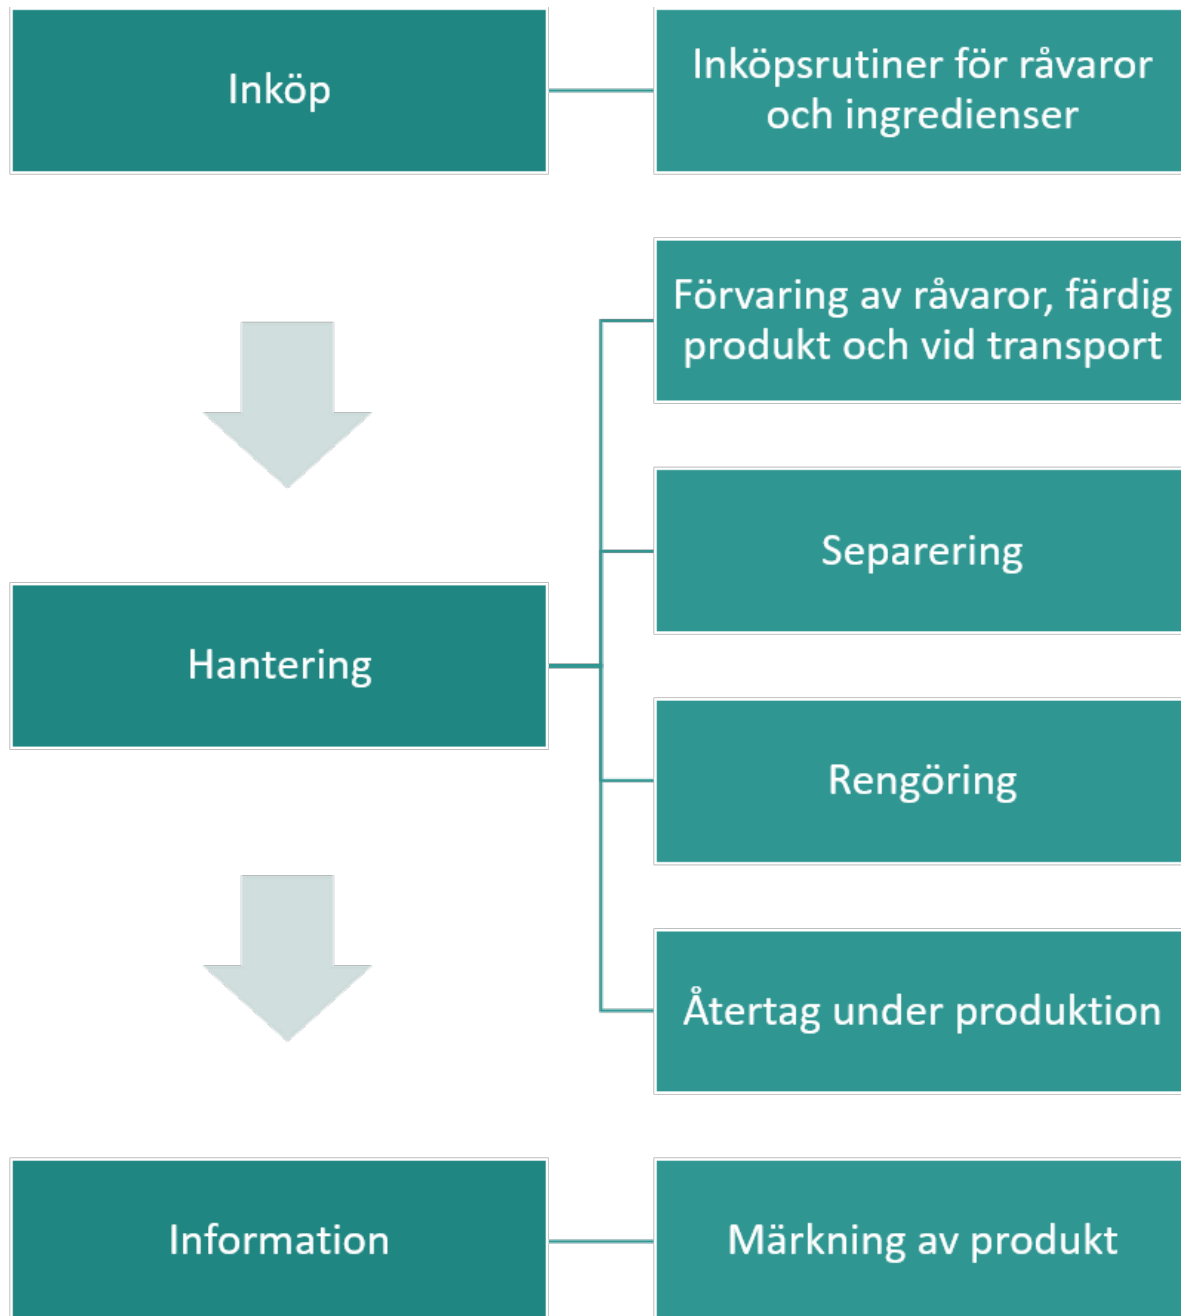 Inköp
Inköpsrutiner för råvaror
och ingredienser
Förvaring av råvaror, färdig
produkt och vid transport
Separering
Hantering
Rengöring
Återtag under produktion
Information
Märkning av produkt